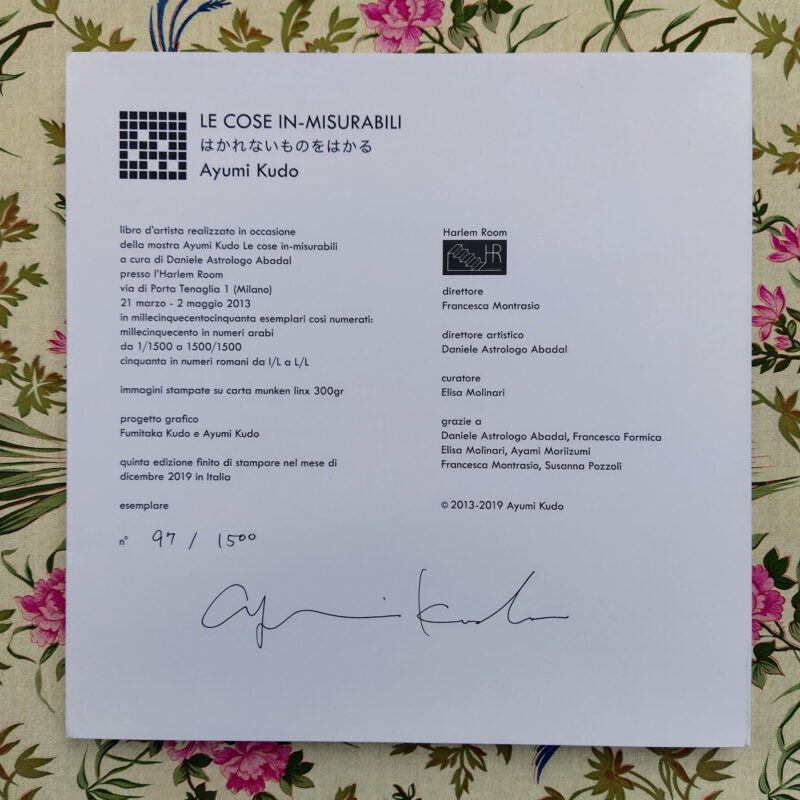 LE COSE IN-MISURABILI
はかれないものをはかる
Ayumi Kudo
libro d'artista realizzato in occasione
della mostra Ayumi Kudo Le cose in-misurabili
a cura di Daniele Astrologo Abadal
presso l'Harlem Room
via di Porta Tenaglia 1 (Milano)
21 marzo - 2 maggio 2013
in millecinquecentocinquanta esemplari così numerati:
millecinquecento in numeri arabi
da 1/1500 a 1500/1500
cinquanta in numeri romani da I/L a L/L
immagini stampate su carta munken linx 300gr
progetto grafico
Fumitaka Kudo e Ayumi Kudo
quinta edizione finito di stampare nel mese di
dicembre 2019 in Italia
esemplare
n° 97 / 1500
Harlem Room
HR
direttore
Francesca Montrasio
direttore artistico
Daniele Astrologo Abadal
curatore
Elisa Molinari
grazie a
Daniele Astrologo Abadal, Francesco Formica
Elisa Molinari, Ayami Moriizumi
Francesca Montrasio, Susanna Pozzoli
© 2013-2019 Ayumi Kudo
Ayumi Kudo